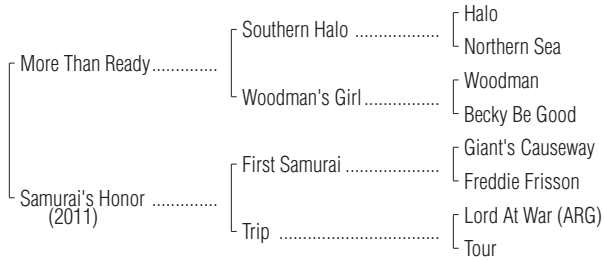 Halo
Southern Halo ..................
Northern Sea
More Than Ready.............
Woodman
Woodman's Girl ................
Becky Be Good
Giant's Causeway
First Samurai ....................
Freddie Frisson
Samurai's Honor .............
(2011)
Lord At War (ARG)
Trip ..................................
Tour